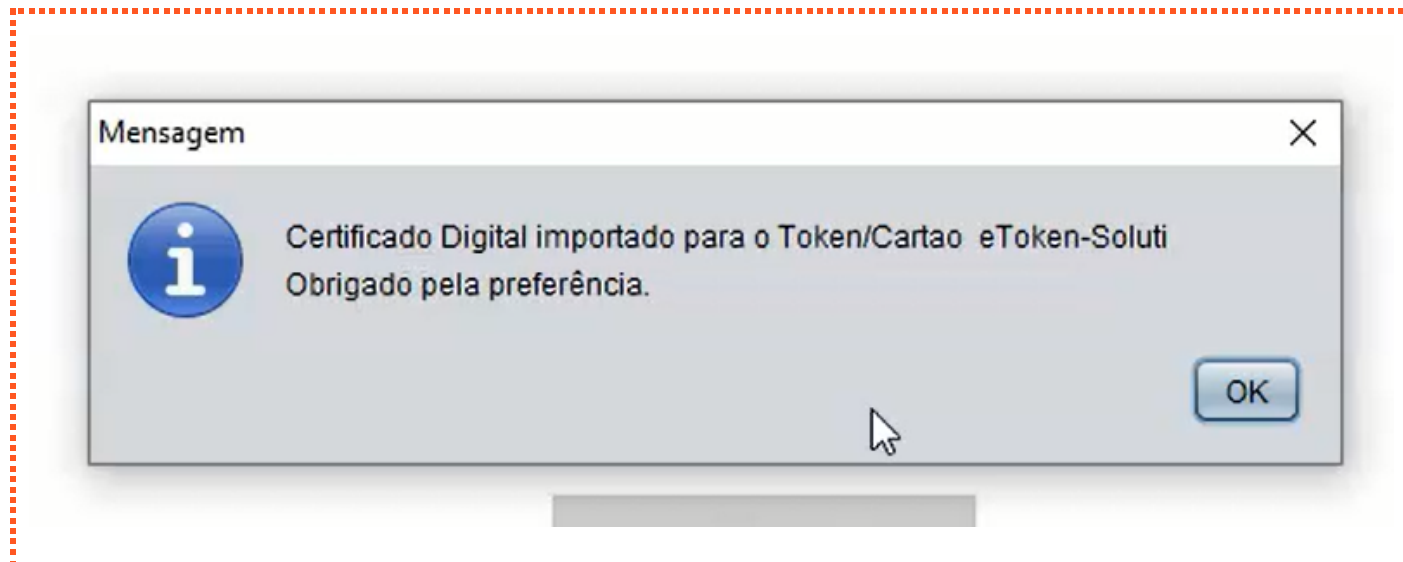 Mensagem
Certificado Digital importado para o Token/Cartao eToken-Soluti
Obrigado pela preferência.
OK